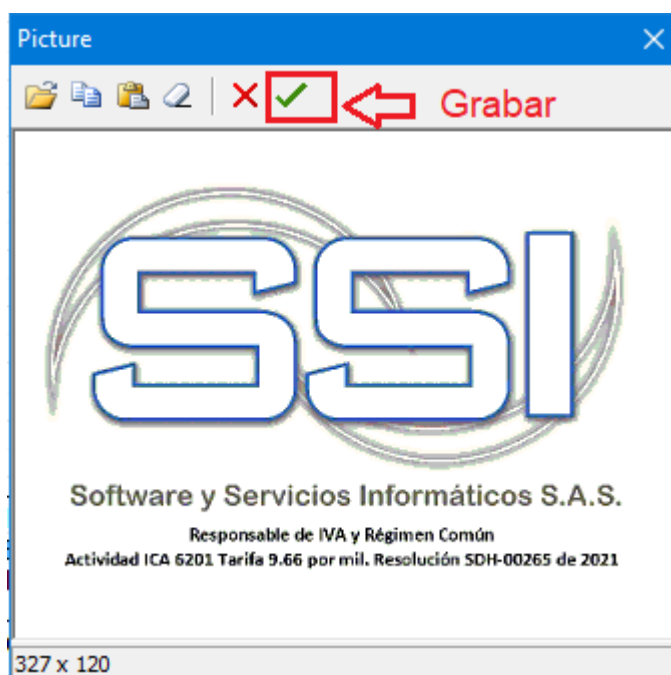 Picture
Grabar
SSI
Software y Servicios Informáticos S.A.S.
Responsable de IVA y Régimen Común
Actividad ICA 6201 Tarifa 9.66 por mil. Resolución SDH-00265 de 2021
327 x 120